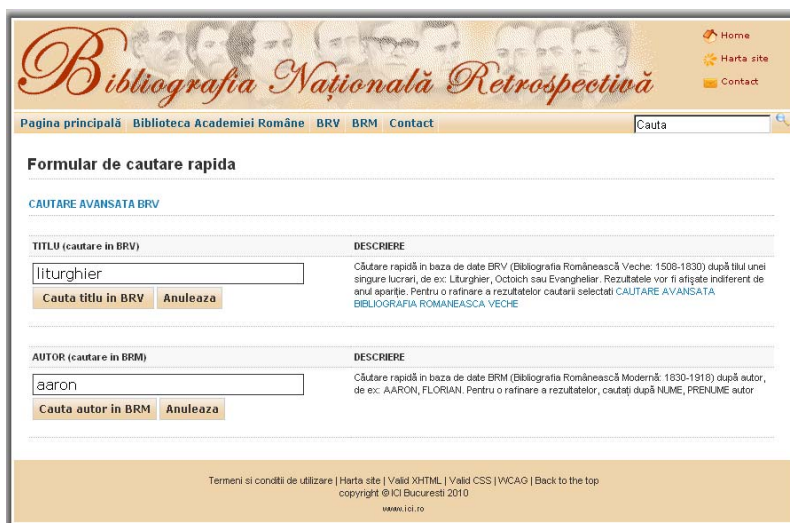 Bibliografia Națională Retrospectivă
Home
Harta site
Contact
Pagina principală Biblioteca Academiei Române BRV BRM Contact
Cauta
Formular de cautare rapida
CAUTARE AVANSATA BRV
TITLU (cautare in BRV)
DESCRIERE
liturghier
Cauta titlu in BRV Anuleaza
Căutare rapidă in baza de date BRV (Bibliografia Românească Veche: 1508-1830) după tilul unei
singure lucrari, de ex: Liturghier, Octoich sau Evangheliar. Rezultatele vor fi afișate indiferent de
anul apariție. Pentru o rafinare a rezultatelor cautarii selectati CAUTARE AVANSATA
BIBLIOGRAFIA ROMANEASCA VECHE
AUTOR (cautare in BRM)
DESCRIERE
aaron
Cauta autor in BRM Anuleaza
Căutare rapidă in baza de date BRM (Bibliografia Românească Modernă: 1830-1918) după autor,
de ex: AARON, FLORIAN. Pentru o rafinare a rezultatelor, cautați după NUME, PRENUME autor
Termeni si conditii de utilizare | Harta site | Valid XHTML | Valid CSS | WCAG | Back to the top
copyright © ICI Bucuresti 2010
www.ici.ro